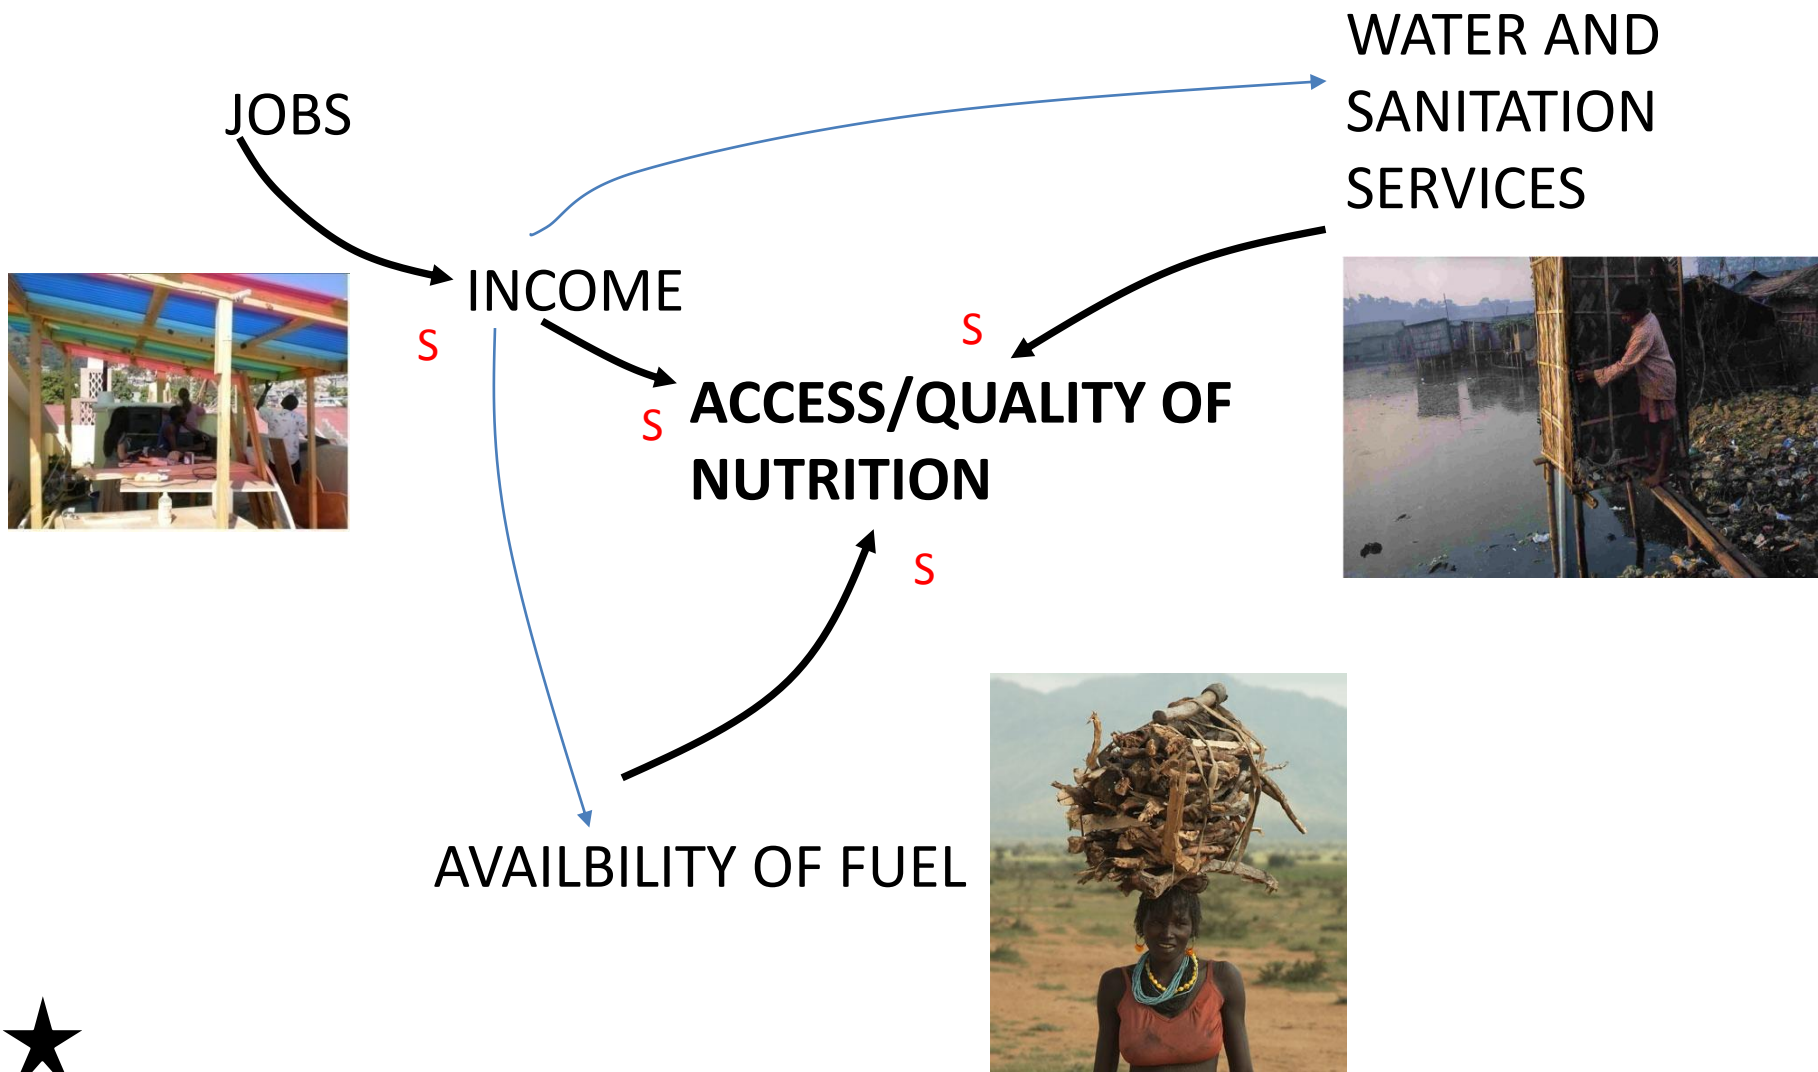 WATER AND
SANITATION
SERVICES
JOBS
INCOME
S
S
ACCESS/QUALITY OF
NUTRITION
S
S
AVAILBILITY OF FUEL